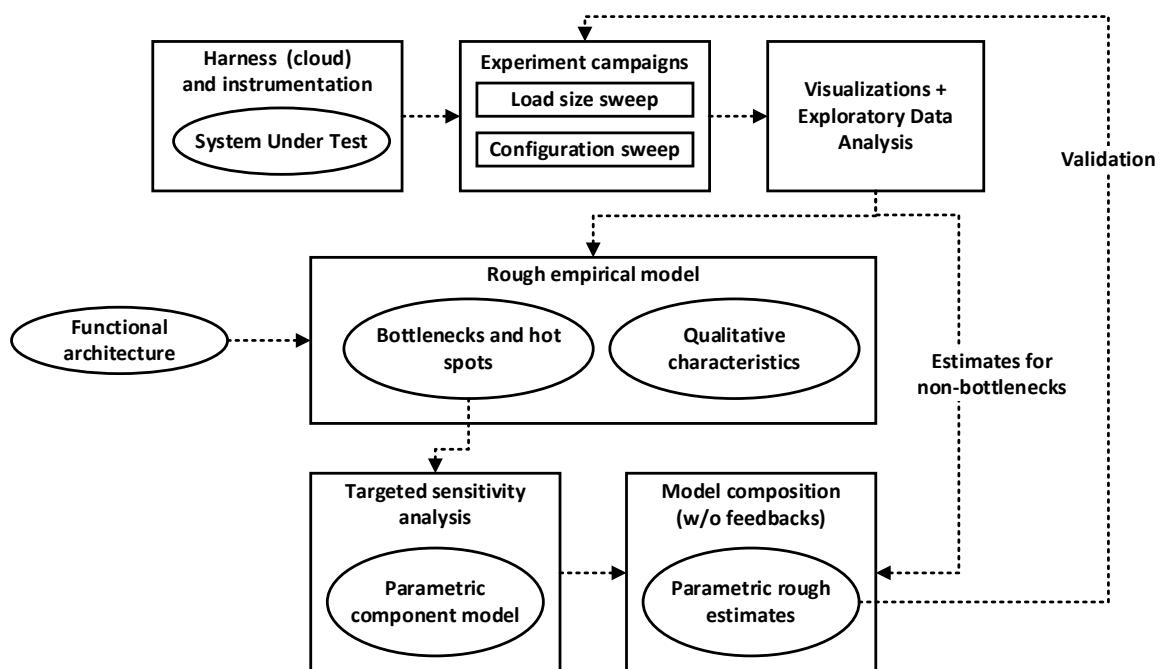 Harness (cloud)
and instrumentation
System Under Test
Experiment campaigns
Load size sweep
Configuration sweep
Visualizations +
Exploratory Data
Analysis
Validation
Rough empirical model
Functional
architecture
Bottlenecks and hot
spots
Qualitative
characteristics
Estimates for
non-bottlenecks
Targeted sensitivity
analysis
Parametric
component model
Model composition
(w/o feedbacks)
Parametric rough
estimates